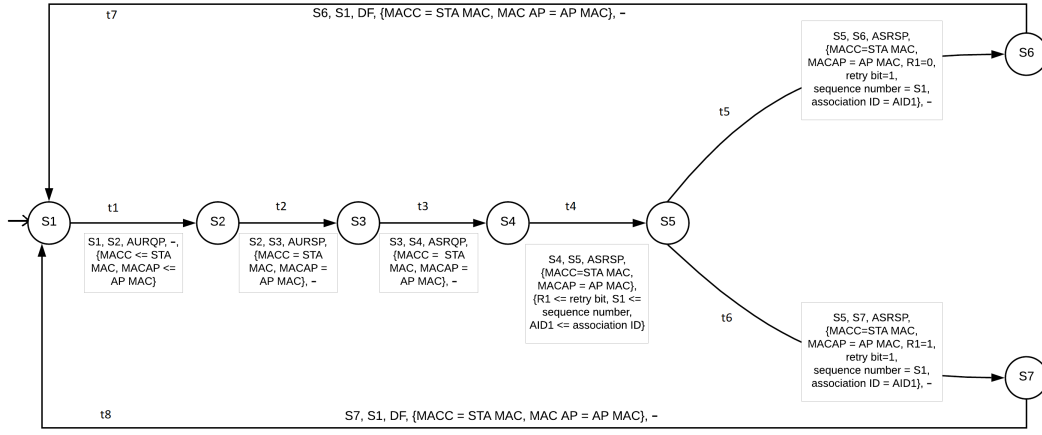 t7
S6, S1, DF, {MACC = STA MAC, MAC AP = AP MAC}, –
S5, S6, ASRSP,
{MACC=STA MAC,
MACAP = AP MAC, R1=0,
retry bit=1,
sequence number = S1,
association ID = AID1}, –
S6
t5
S1
t1
S2
t2
S3
t3
S4
t4
S5
S1, S2, AURQP, –,
{MACC <= STA
MAC, MACAP <=
AP MAC}
S2, S3, AURSP,
{MACC = STA
MAC, MACAP =
AP MAC}, –
S3, S4, ASRQP,
{MACC = STA
MAC, MACAP =
AP MAC}, –
S4, S5, ASRSP,
{MACC=STA MAC,
MACAP = AP MAC},
{R1 <= retry bit, S1 <=
sequence number,
AID1 <= association ID}
t6
S5, S7, ASRSP,
{MACC=STA MAC,
MACAP = AP MAC, R1=1,
retry bit=1,
sequence number = S1,
association ID = AID1}, –
S7
t8
S7, S1, DF, {MACC = STA MAC, MAC AP = AP MAC}, –